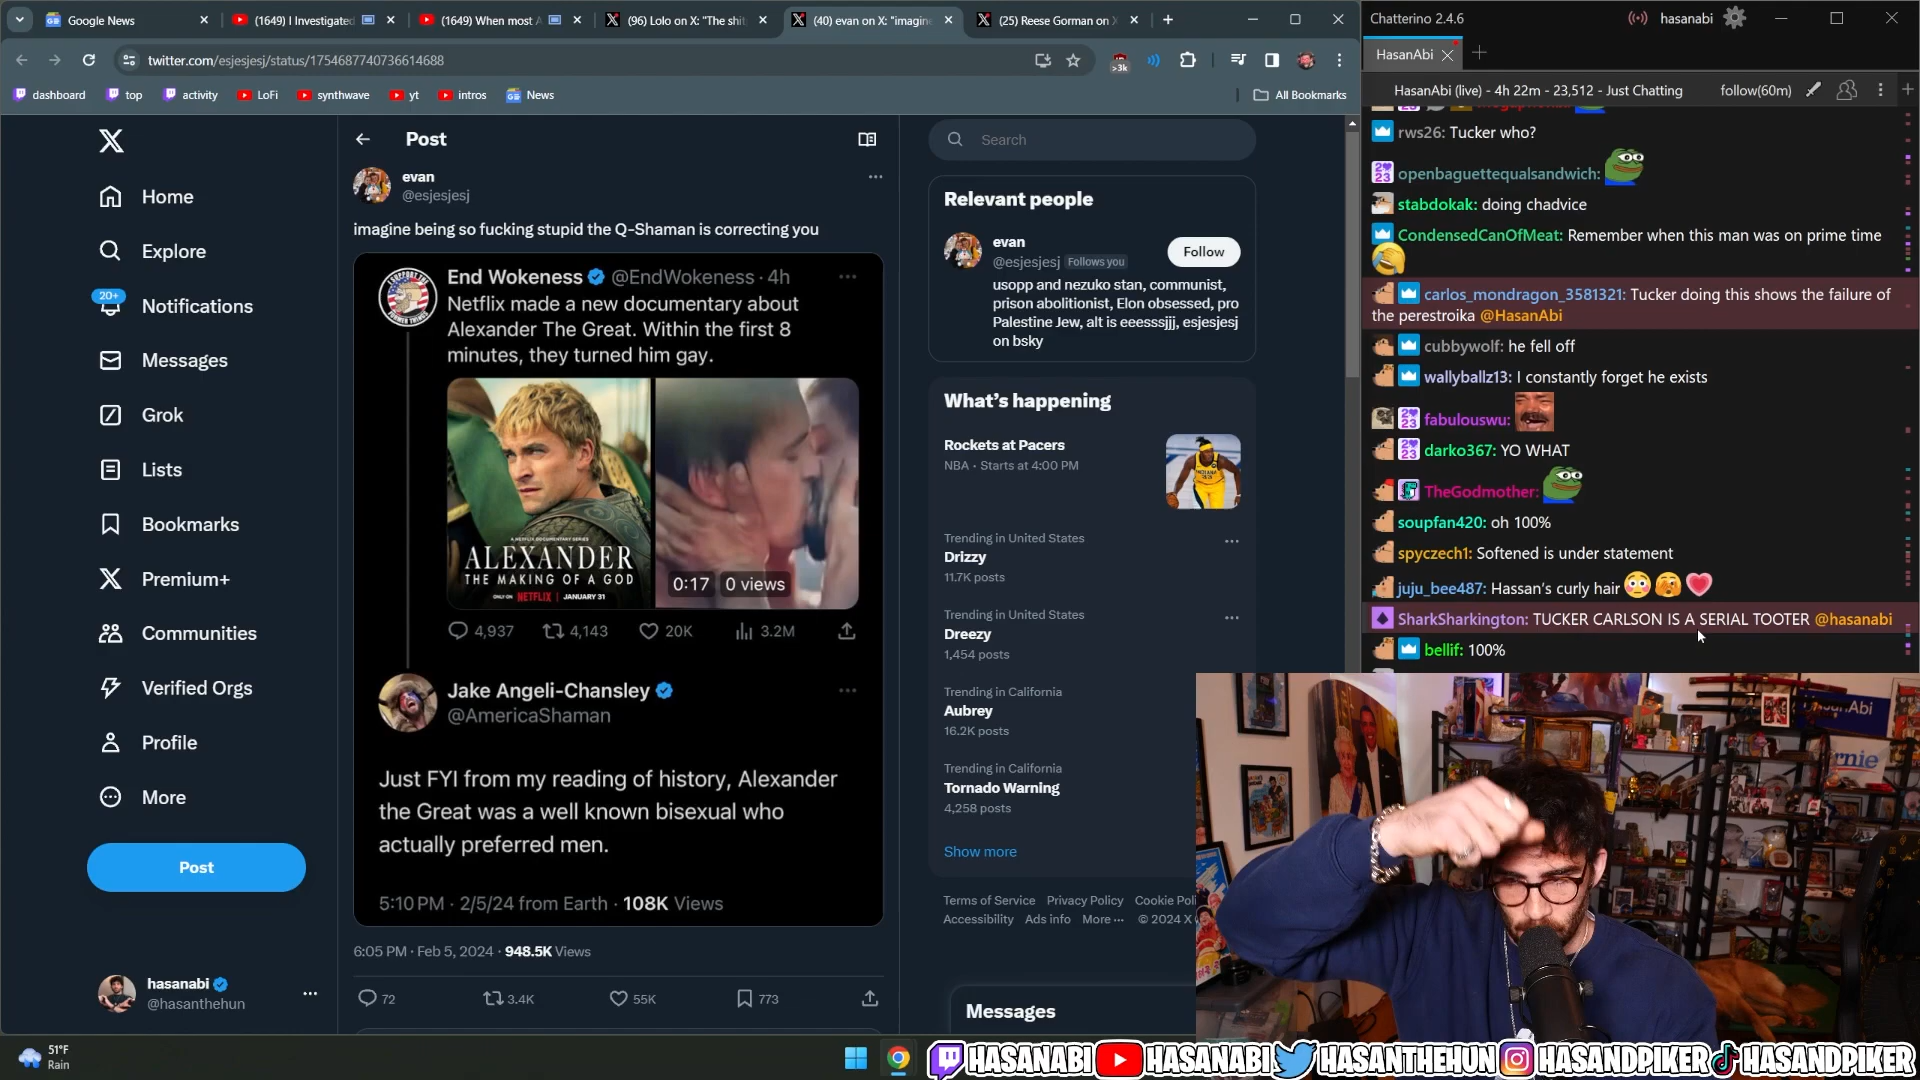 Google News
(1649) I Investigated
(1649) When most A
(96) Lolo on X: "The shi
(40) evan on X: "imagine
(25) Reese Gorman on X
twitter.com/esjesjesj/status/1754687740736614688
>3k
dashboard
top
activity
LoFi
synthwave
yt
intros
News
All Bookmarks
20+
Home
Explore
Notifications
Messages
Grok
Lists
Bookmarks
Communities
Premium+
Verified Orgs
Profile
More
Post
hasanabi
@hasanthehun
Post
evan
@esjesjesj
imagine being so fucking stupid the Q-Shaman is correcting you
End Wokeness @EndWokeness · 4h
Netflix made a new documentary about
Alexander The Great. Within the first 8
minutes, they turned him gay.
A NETFLIX DOCUMENTARY SERIES
ALEXANDER
THE MAKING OF A GOD
ONLY ON NETFLIX | JANUARY 31
0:17 0 views
4,937 4,143 20K 3.2M
Jake Angeli-Chansley
@AmericaShaman
Just FYI from my reading of history, Alexander
the Great was a well known bisexual who
actually preferred men.
5:10 PM · 2/5/24 from Earth · 108K Views
6:05 PM · Feb 5, 2024 · 948.5K Views
72 3.4K 55K 773
Search
Relevant people
evan
@esjesjesj Follows you
Follow
usopp and nezuko stan, communist,
prison abolitionist, Elon obsessed, pro
Palestine Jew, alt is eeesssjjj, esjesjesj
on bsky
What's happening
Rockets at Pacers
NBA · Starts at 4:00 PM
Trending in United States
Drizzy
11.7K posts
Trending in United States
Dreezy
1,454 posts
Trending in California
Aubrey
16.2K posts
Trending in California
Tornado Warning
4,258 posts
Show more
Terms of Service Privacy Policy Cookie Poli
Accessibility Ads info More ··· © 2024 X
Messages
Chatterino 2.4.6
hasanabi
HasanAbi
HasanAbi (live) - 4h 22m - 23,512 - Just Chatting
follow(60m)
rws26: Tucker who?
openbaguettequalsandwich:
stabdokak: doing chadvice
CondensedCanOfMeat: Remember when this man was on prime time
carlos_mondragon_3581321: Tucker doing this shows the failure of
the perestroika @HasanAbi
cubbywolf: he fell off
wallyballz13: I constantly forget he exists
fabulouswu:
darko367: YO WHAT
TheGodmother:
soupfan420: oh 100%
spyczech1: Softened is under statement
juju_bee487: Hassan's curly hair
SharkSharkington: TUCKER CARLSON IS A SERIAL TOOTER @hasanabi
bellif: 100%
51°F
Rain
HASANABI
HASANABI
HASANTHEHUN
HASANDPIKER
HASANDPIKER